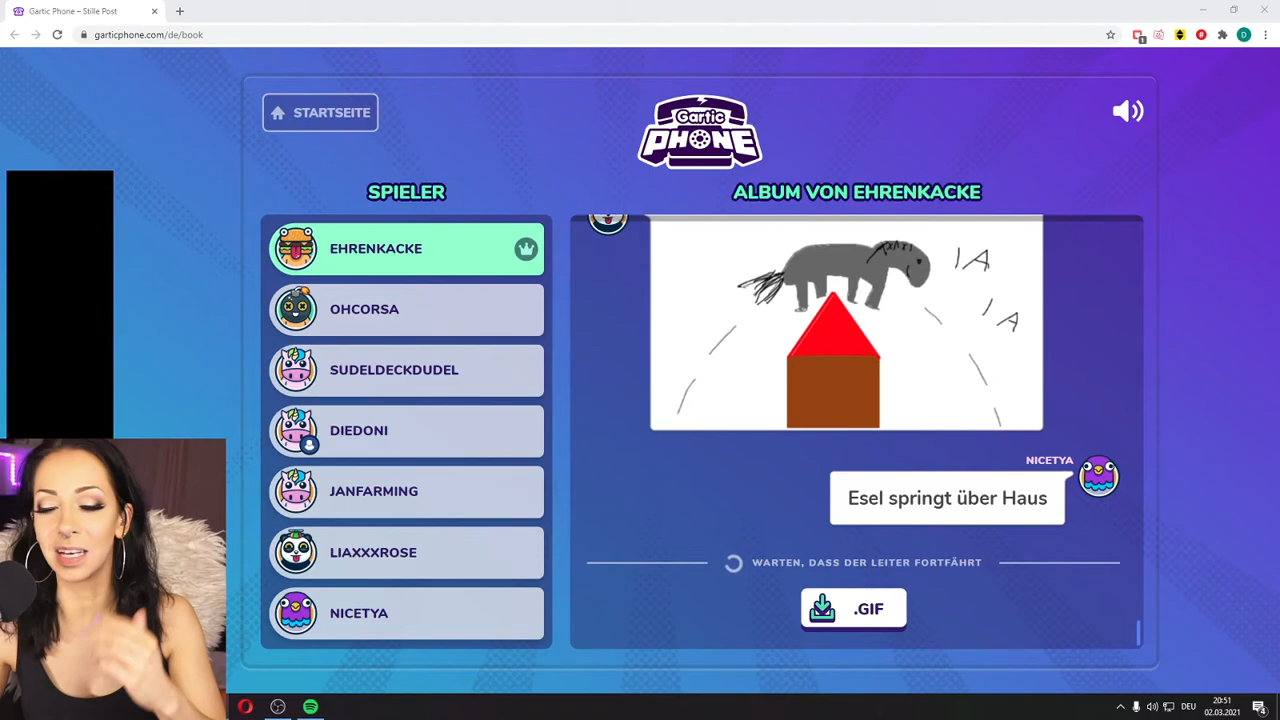 Gartic Phone – Stille Post
garticphone.com/de/book
1
D
STARTSEITE
Gartic
PHONE
SPIELER
ALBUM VON EHRENKACKE
EHRENKACKE
OHCORSA
SUDELDECKDUDEL
DIEDONI
JANFARMING
LIAXXXROSE
NICETYA
IA
IA
NICETYA
Esel springt über Haus
WARTEN, DASS DER LEITER FORTFÄHRT
.GIF
DEU
20:51
02.03.2021
4